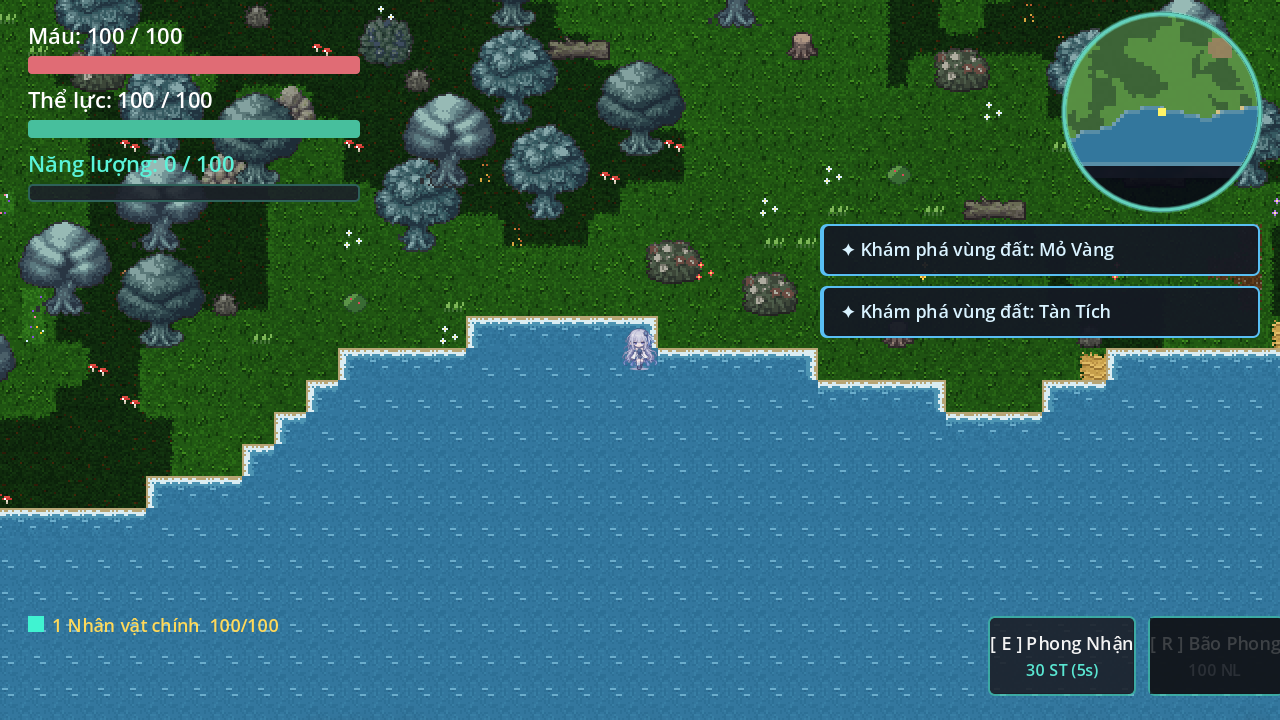 Máu: 100 / 100
Thể lực: 100 / 100
Năng lượng: 0 / 100
✦ Khám phá vùng đất: Mỏ Vàng
✦ Khám phá vùng đất: Tàn Tích
1 Nhân vật chính 100/100
[ E ] Phong Nhận
30 ST (5s)
[ R ] Bão Phong
100 NL